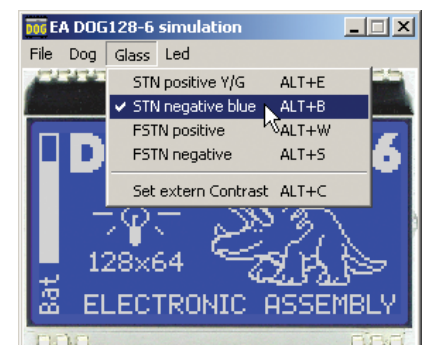 DOG EA DOG128-6 simulation
File Dog Glass Led
STN positive Y/G ALT+E
STN negative blue ALT+B
FSTN positive ALT+W
FSTN negative ALT+S
Set extern Contrast ALT+C
D 6
128x64
Bat
ELECTRONIC ASSEMBLY